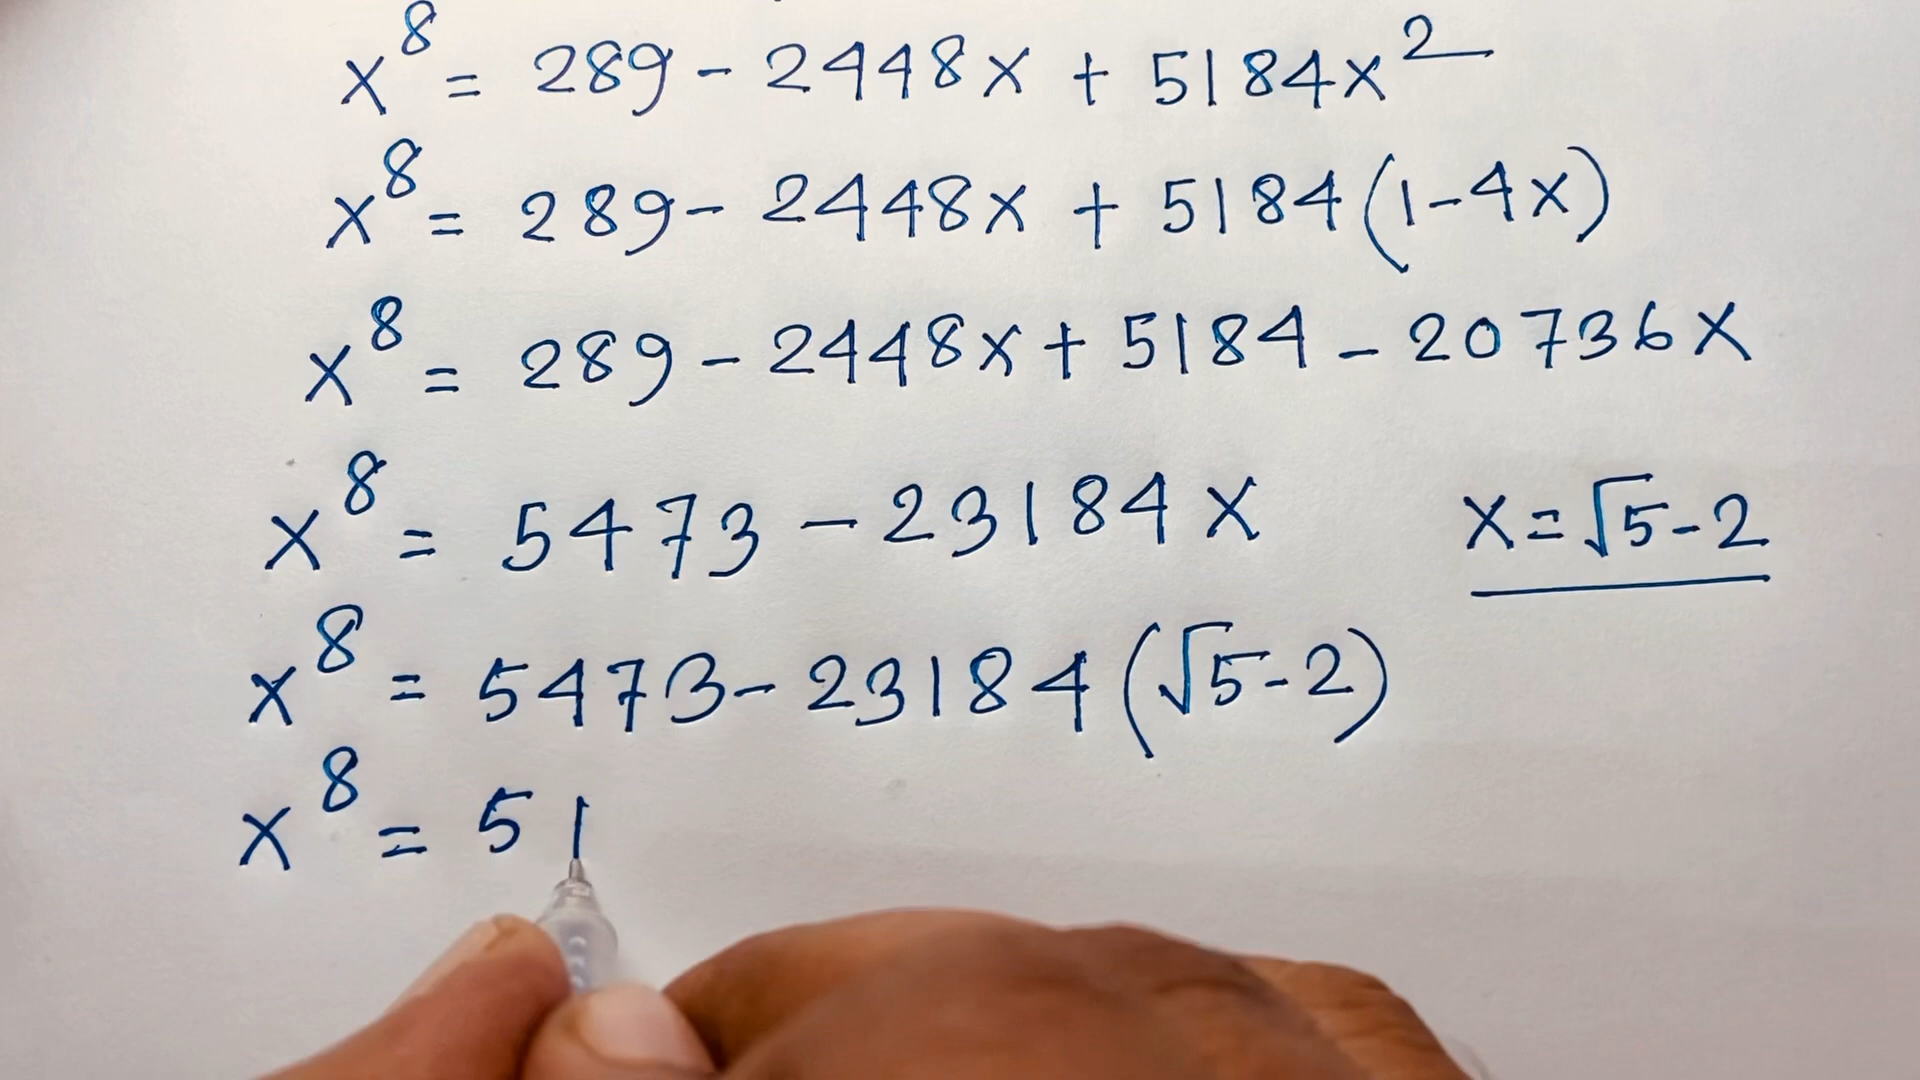 x⁸ = 289 - 2448x + 5184x²
x⁸ = 289 - 2448x + 5184(1-4x)
x⁸ = 289 - 2448x + 5184 - 20736x
x⁸ = 5473 - 23184x
x = √5 - 2
x⁸ = 5473 - 23184(√5 - 2)
x⁸ = 51